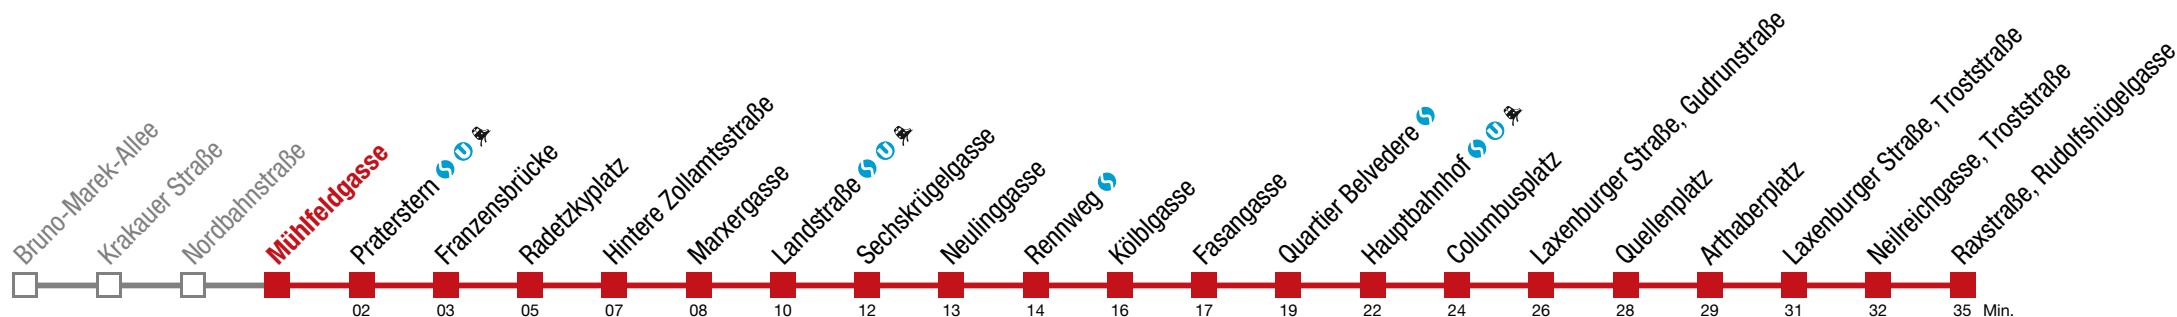 Bruno-Marek-Allee
Krakauer Straße
Nordbahnstraße
Mühlfeldgasse
Praterstern S U
Franzensbrücke
Radetzkyplatz
Hintere Zollamtsstraße
Marxergasse
Landstraße S U
Sechskrügelgasse
Neulinggasse
Rennweg S
Kölblgasse
Fasangasse
Quartier Belvedere S
Hauptbahnhof S U
Columbusplatz
Laxenburger Straße, Gudrunstraße
Quellenplatz
Arthaberplatz
Laxenburger Straße, Troststraße
Neilreichgasse, Troststraße
Raxstraße, Rudolfshügelgasse
02 03 05 07 08 10 12 13 14 16 17 19 22 24 26 28 29 31 32 35 Min.